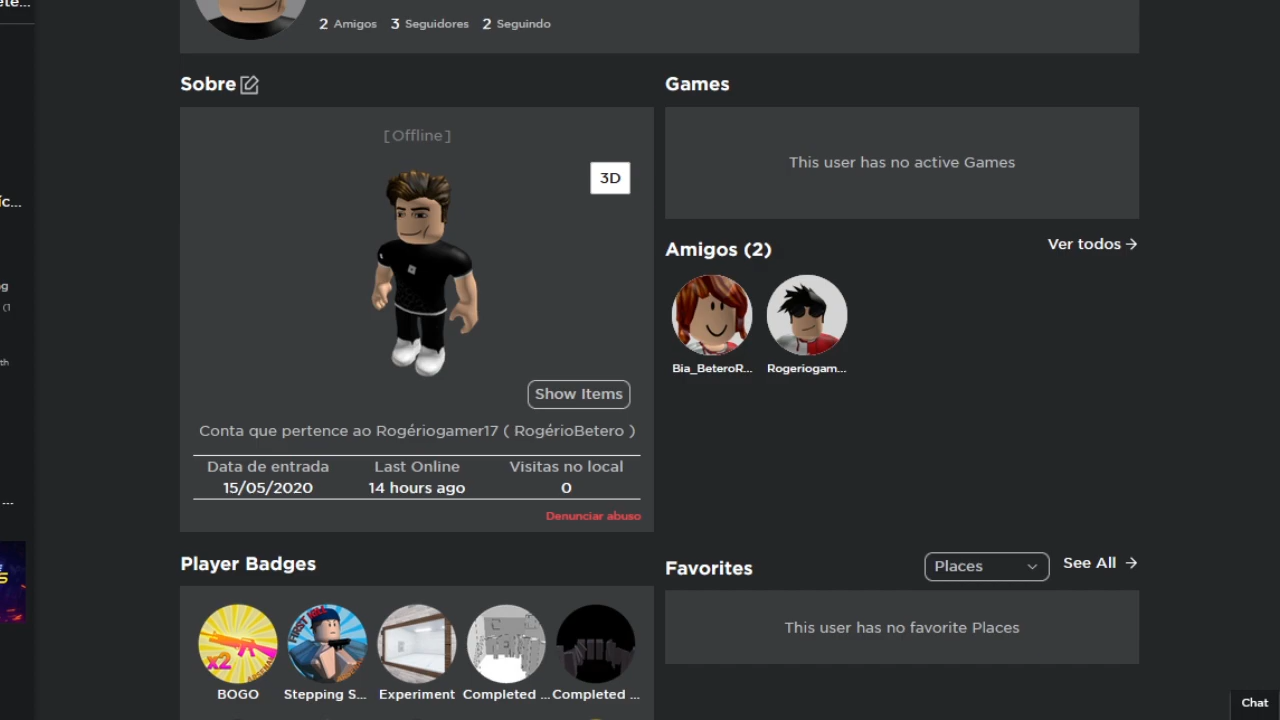 2 Amigos 3 Seguidores 2 Seguindo
Sobre
[ Offline ]
3D
Show Items
Conta que pertence ao Rogériogamer17 ( RogérioBetero )
Data de entrada Last Online Visitas no local
15/05/2020 14 hours ago 0
Denunciar abuso
Games
This user has no active Games
Amigos (2)
Ver todos
Bia_BeteroR... Rogeriogam...
Player Badges
x2
FIRST KILL
BOGO Stepping S... Experiment Completed ... Completed ...
Favorites
Places
See All
This user has no favorite Places
Chat